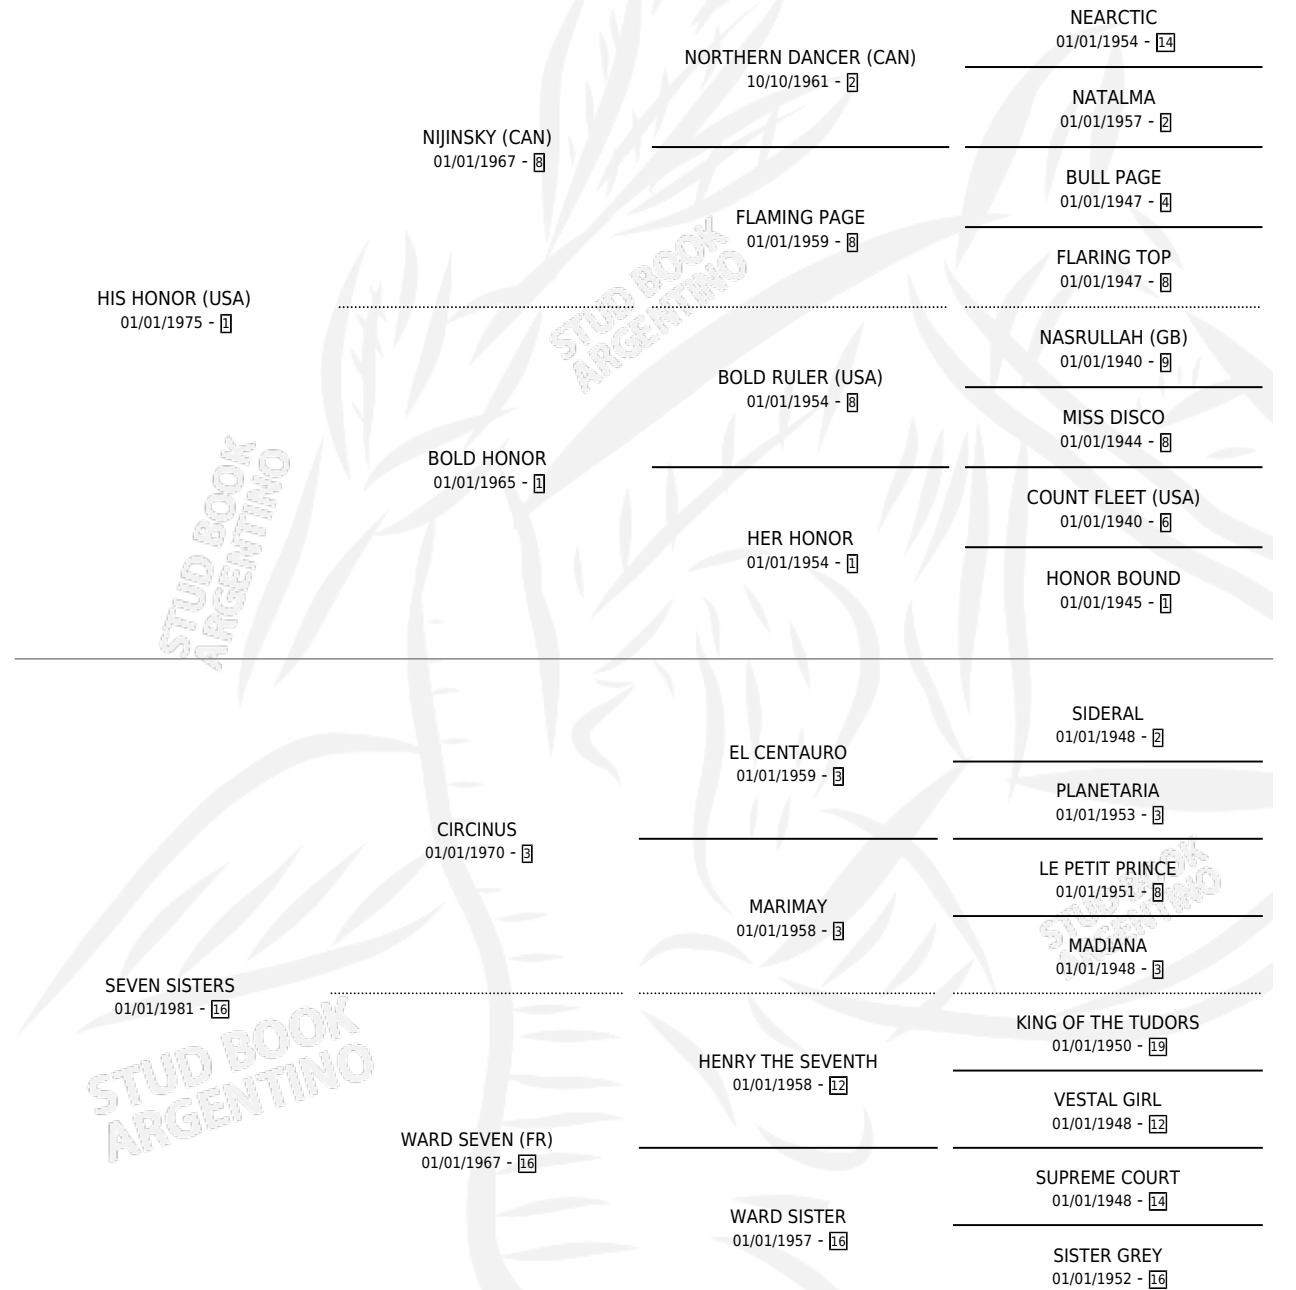 NEARCTIC
01/01/1954 - 14
NORTHERN DANCER (CAN)
10/10/1961 - 2
NATALMA
01/01/1957 - 2
NIJINSKY (CAN)
01/01/1967 - 8
BULL PAGE
01/01/1947 - 4
FLAMING PAGE
01/01/1959 - 8
FLARING TOP
01/01/1947 - 8
HIS HONOR (USA)
01/01/1975 - 1
NASRULLAH (GB)
01/01/1940 - 9
BOLD RULER (USA)
01/01/1954 - 8
MISS DISCO
01/01/1944 - 8
BOLD HONOR
01/01/1965 - 1
COUNT FLEET (USA)
01/01/1940 - 6
HER HONOR
01/01/1954 - 1
HONOR BOUND
01/01/1945 - 1
SIDERAL
01/01/1948 - 2
EL CENTAURO
01/01/1959 - 3
PLANETARIA
01/01/1953 - 3
CIRCINUS
01/01/1970 - 3
LE PETIT PRINCE
01/01/1951 - 8
MARIMAY
01/01/1958 - 3
MADIANA
01/01/1948 - 3
SEVEN SISTERS
01/01/1981 - 16
KING OF THE TUDORS
01/01/1950 - 19
HENRY THE SEVENTH
01/01/1958 - 12
VESTAL GIRL
01/01/1948 - 12
WARD SEVEN (FR)
01/01/1967 - 16
SUPREME COURT
01/01/1948 - 14
WARD SISTER
01/01/1957 - 16
SISTER GREY
01/01/1952 - 16
STUD BOOK
ARGENTINO
STUD BOOK
ARGENTINO
STUD BOOK
ARGENTINO
STUD BOOK
ARGENTINO